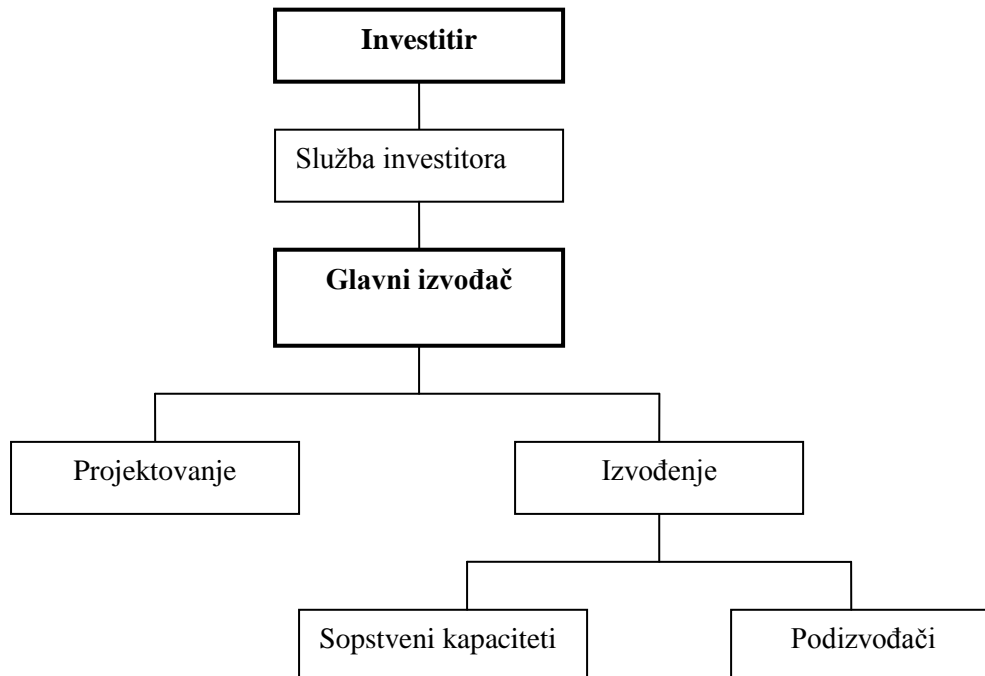 Investitir
Služba investitora
Glavni izvođač
Projektovanje
Izvođenje
Sopstveni kapaciteti
Podizvođači